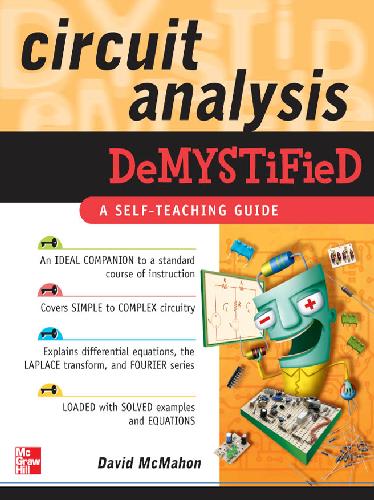 circuit
analysis
DeMYSTiFieD
A SELF-TEACHING GUIDE
An IDEAL COMPANION to a standard
course of instruction
Covers SIMPLE to COMPLEX circuitry
Explains differential equations, the
LAPLACE transform, and FOURIER series
LOADED with SOLVED examples
and EQUATIONS
Mc
Graw
Hill
David McMahon